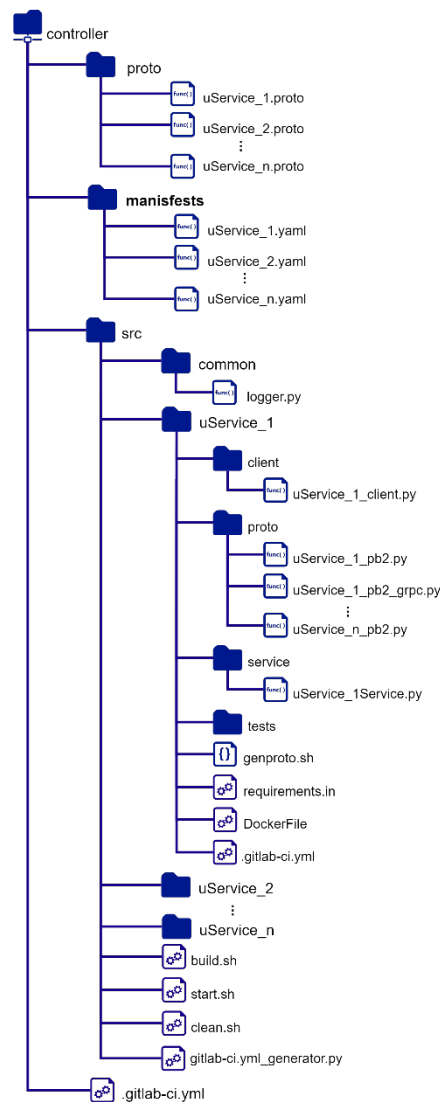 controller
proto
uService_1.proto
uService_2.proto
uService_n.proto
manisfests
uService_1.yaml
uService_2.yaml
uService_n.yaml
src
common
logger.py
uService_1
client
uService_1_client.py
proto
uService_1_pb2.py
uService_1_pb2_grpc.py
uService_n_pb2.py
service
uService_1Service.py
tests
genproto.sh
requirements.in
DockerFile
.gitlab-ci.yml
uService_2
uService_n
build.sh
start.sh
clean.sh
gitlab-ci.yml_generator.py
.gitlab-ci.yml